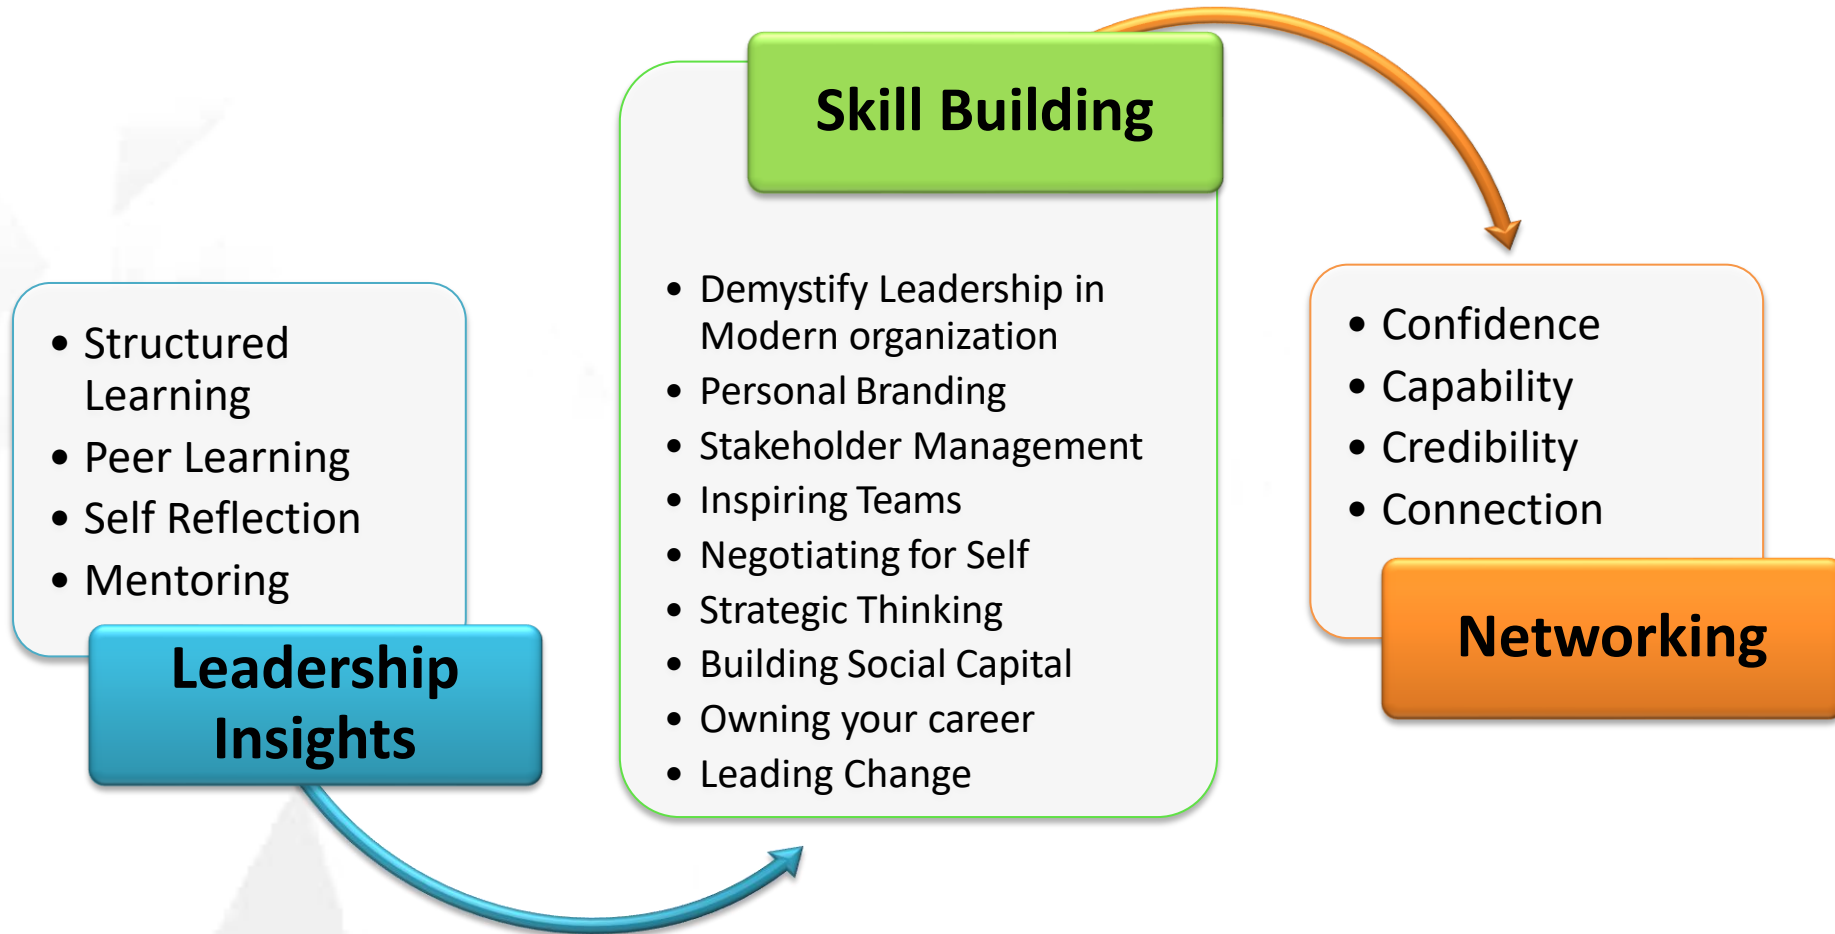 • Structured
Learning
• Peer Learning
• Self Reflection
• Mentoring
Leadership
Insights
Skill Building
• Demystify Leadership in
Modern organization
• Personal Branding
• Stakeholder Management
• Inspiring Teams
• Negotiating for Self
• Strategic Thinking
• Building Social Capital
• Owning your career
• Leading Change
• Confidence
• Capability
• Credibility
• Connection
Networking